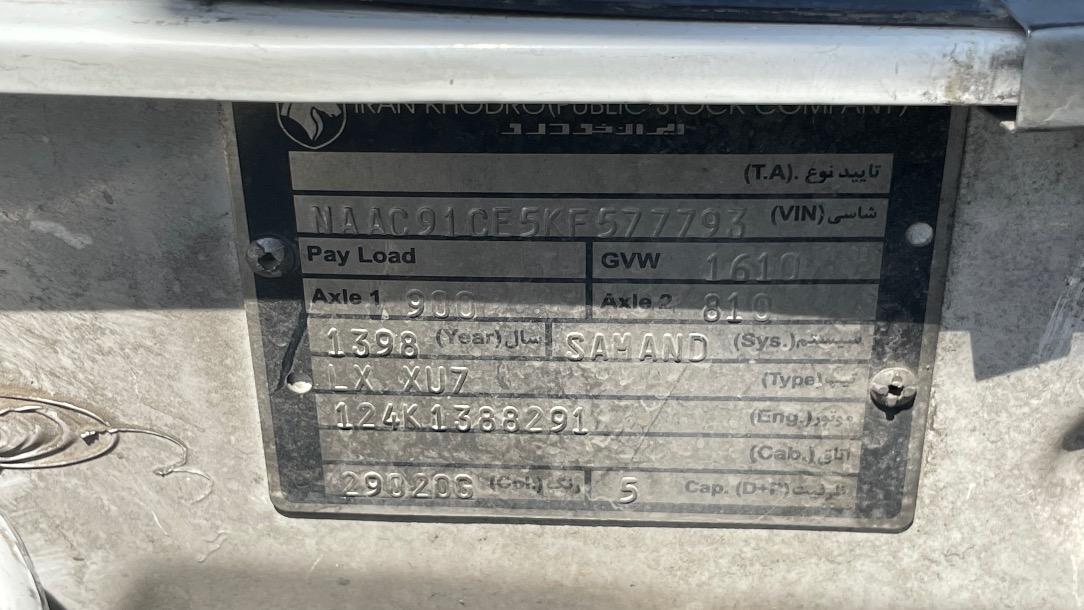 IRAN KHODRO (PUBLIC STOCK COMPANY)
ایران خودرو
تایید نوع .(T.A)
NAAC91CE5KF577793 شاسی (VIN)
Pay Load GVW 1610
Axle 1 900 Axle 2 810
1398 سال (Year) SAMAND سیستم (Sys.)
LX XU7 تیپ (Type)
124K1388291 موتور (Eng.)
اتاق (Cab.)
29020G رنگ (Col.) 5 ظرفیت Cap. (D+P)